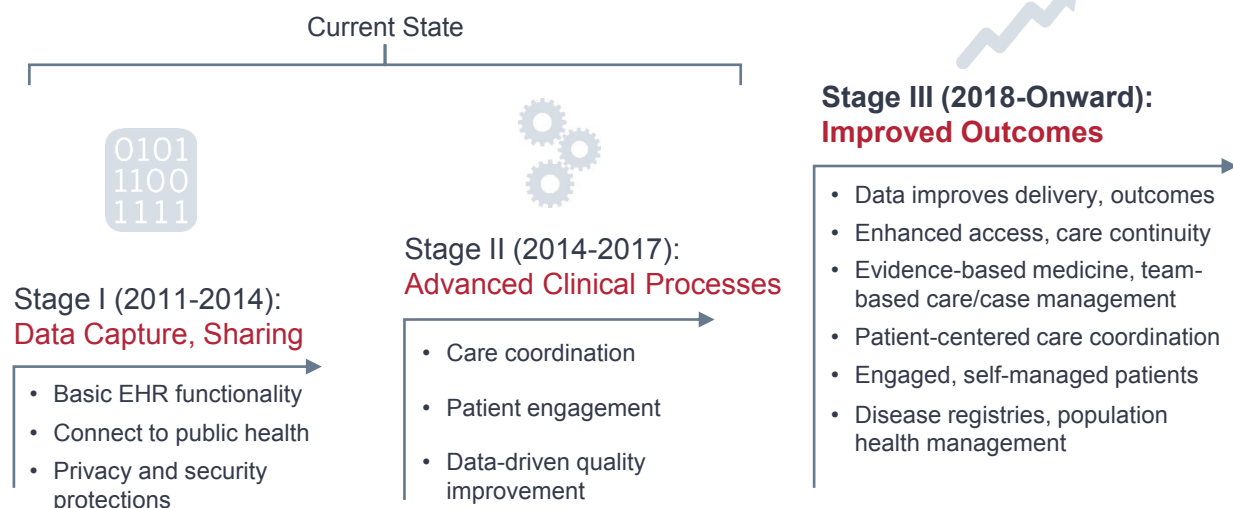 Current State
0101
1100
1111
Stage I (2011-2014):
Data Capture, Sharing
• Basic EHR functionality
• Connect to public health
• Privacy and security
protections
Stage II (2014-2017):
Advanced Clinical Processes
• Care coordination
• Patient engagement
• Data-driven quality
improvement
Stage III (2018-Onward):
Improved Outcomes
• Data improves delivery, outcomes
• Enhanced access, care continuity
• Evidence-based medicine, team-
based care/case management
• Patient-centered care coordination
• Engaged, self-managed patients
• Disease registries, population
health management